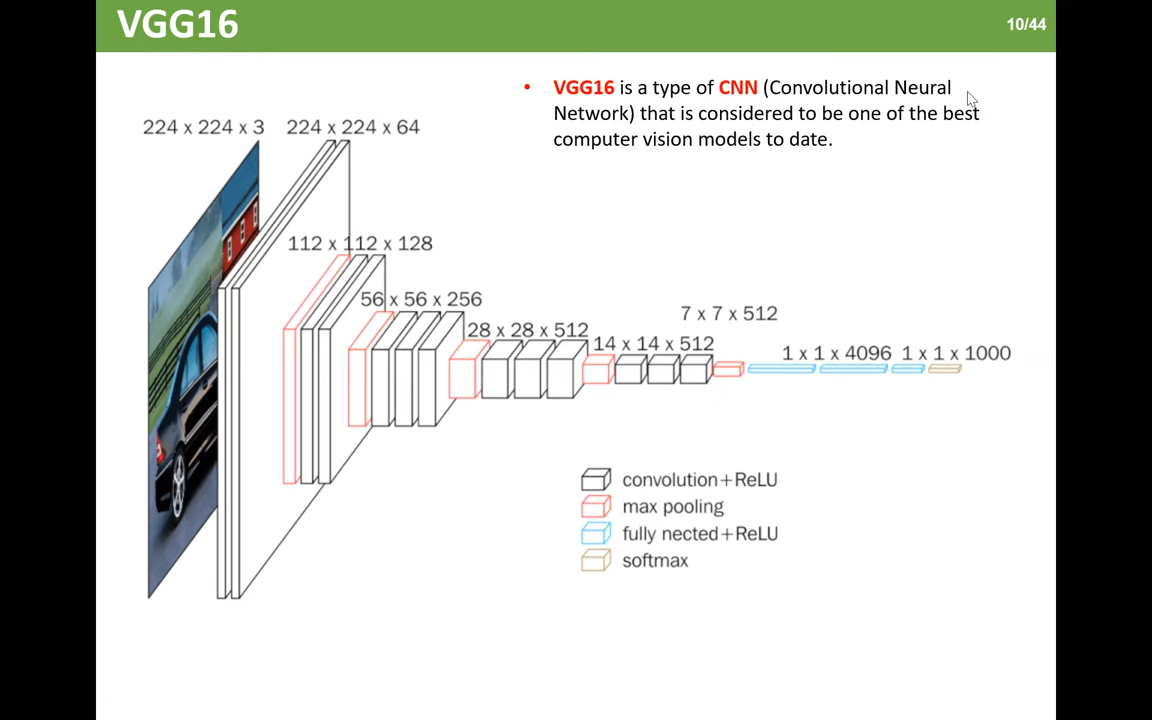 VGG16
10/44
• VGG16 is a type of CNN (Convolutional Neural
Network) that is considered to be one of the best
computer vision models to date.
224 x 224 x 3
224 x 224 x 64
112 x 112 x 128
56 x 56 x 256
28 x 28 x 512
14 x 14 x 512
7 x 7 x 512
1 x 1 x 4096
1 x 1 x 1000
convolution+ReLU
max pooling
fully nected+ReLU
softmax